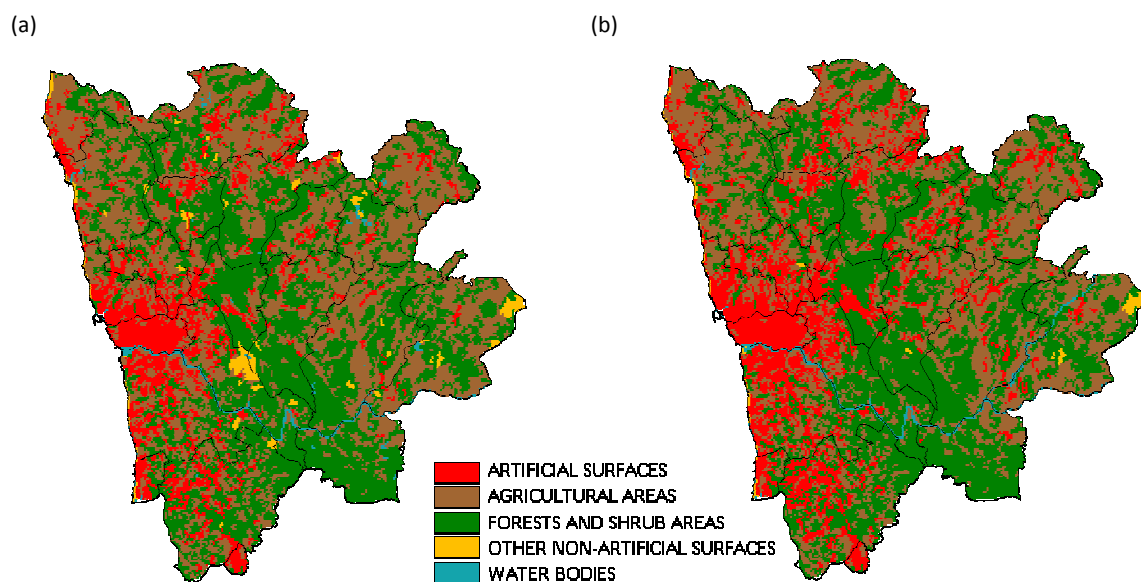 (a)
(b)
ARTIFICIAL SURFACES
AGRICULTURAL AREAS
FORESTS AND SHRUB AREAS
OTHER NON-ARTIFICIAL SURFACES
WATER BODIES